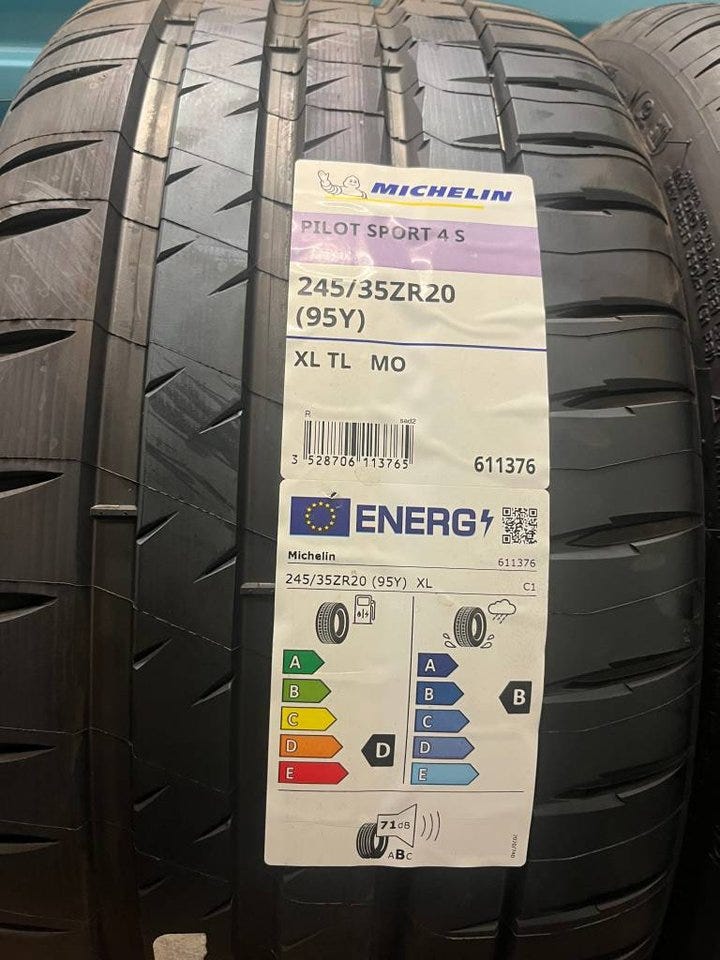 MICHELIN
PILOT SPORT 4 S
245/35ZR20
(95Y)
XL TL MO
R
sad2
3 528706 113765
611376
ENERG
Michelin
611376
245/35ZR20 (95Y) XL
C1
A
A
B
B
B
C
C
D
D
D
E
E
71dB
ABC